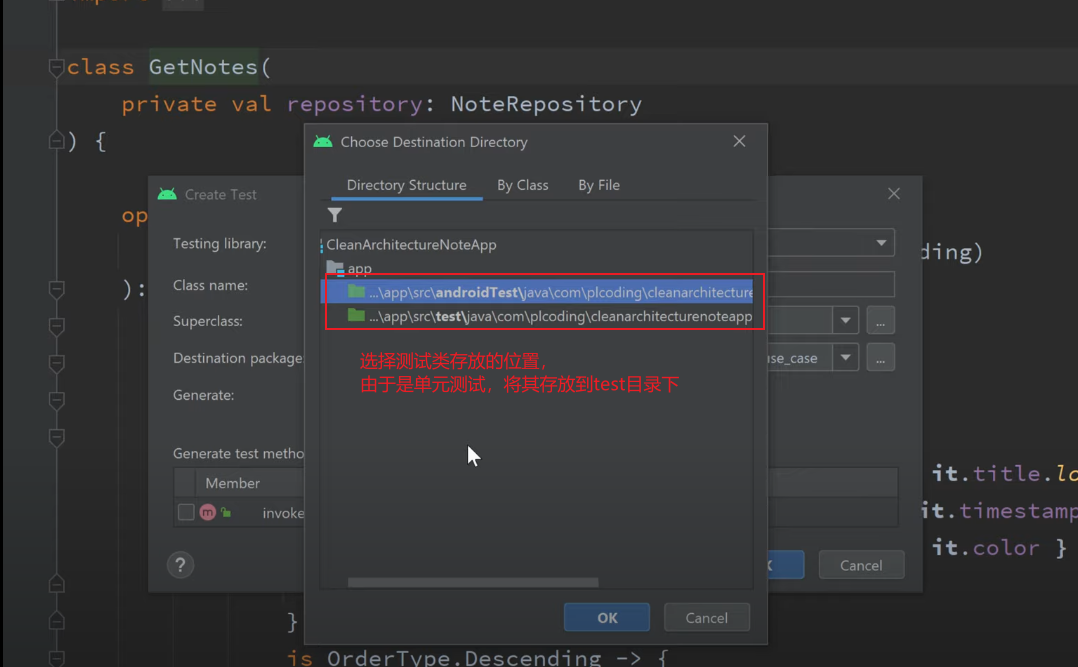 class GetNotes(
private val repository: NoteRepository
) {
Choose Destination Directory
Create Test
Directory Structure
By Class
By File
op
Testing library:
ding)
CleanArchitectureNoteApp
app
):
Class name:
...\app\src\androidTest\java\com\plcoding\cleanarchitecture
...\app\src\test\java\com\plcoding\cleanarchitecturenoteapp
Superclass:
...
Destination package:
use_case
...
选择测试类存放的位置,
由于是单元测试，将其存放到test目录下
Generate:
Generate test metho
Member
it.title.lo
m
invoke
it.timestamp
it.color }
?
Cancel
OK
Cancel
}
is OrderType.Descending -> {